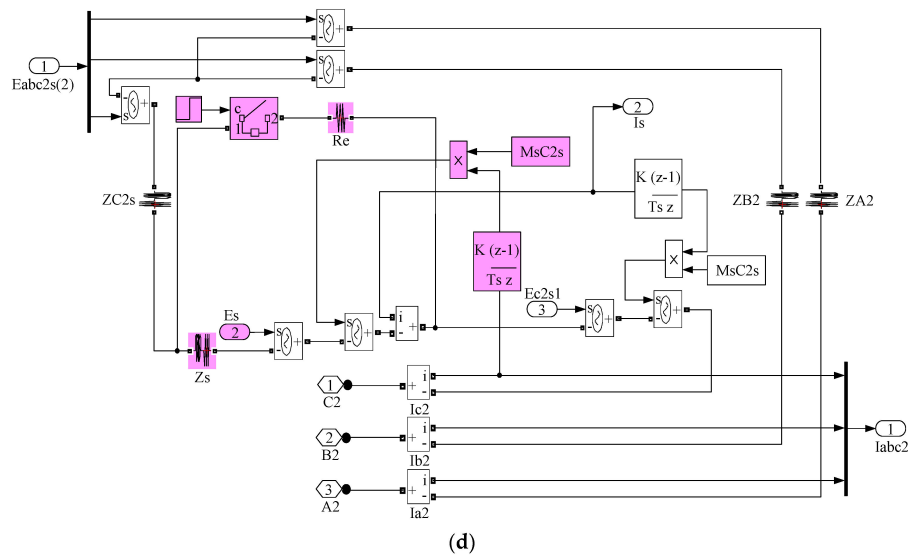 s
+
-
1
Eabc2s(2)
s
+
-
-
+
s
c
1
2
Re
2
Is
MsC2s
X
ZC2s
K (z-1)
Ts z
ZB2
ZA2
K (z-1)
Ts z
X
MsC2s
Es
2
Ec2s1
3
s
+
-
s
+
-
i
+
-
s
+
-
s
+
-
Zs
1
C2
+
i
-
Ic2
2
B2
+
i
-
Ib2
1
Iabc2
3
A2
+
i
-
Ia2
(d)